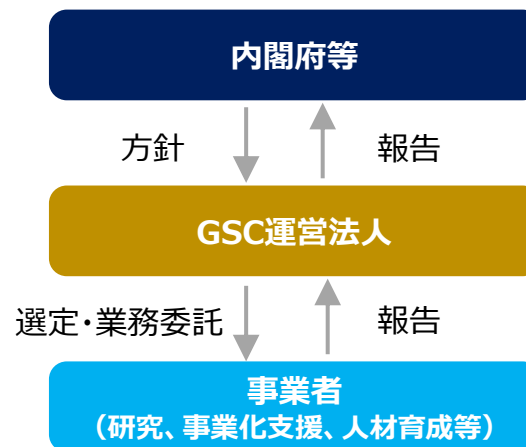 内閣府等
方針
報告
GSC運営法人
選定・業務委託
報告
事業者
（研究、事業化支援、人材育成等）